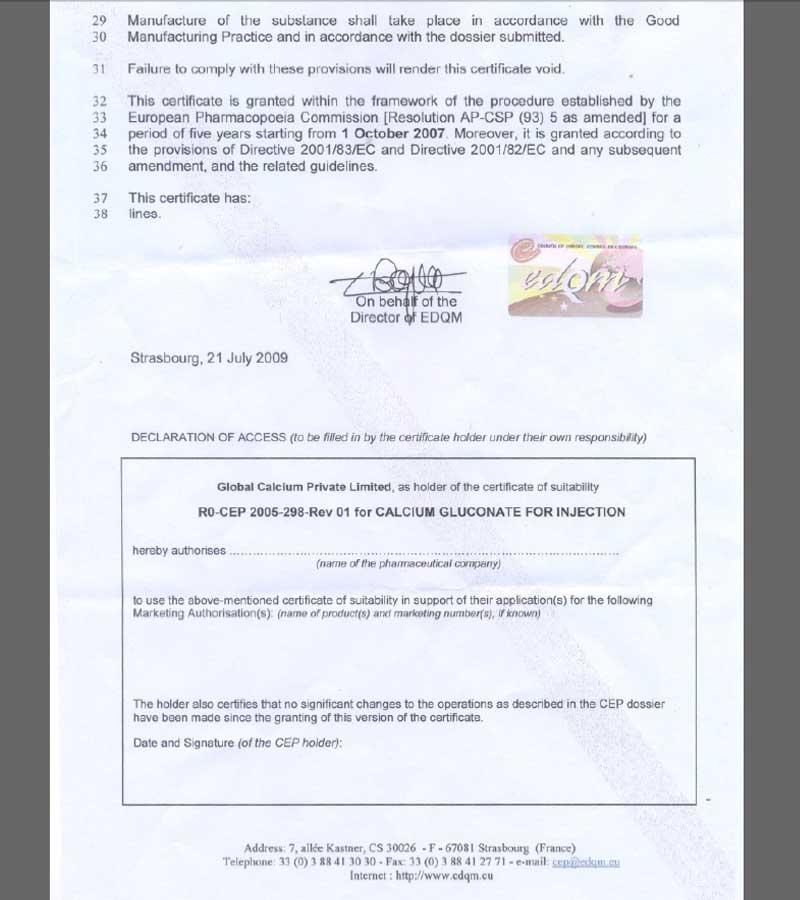 29 Manufacture of the substance shall take place in accordance with the Good
30 Manufacturing Practice and in accordance with the dossier submitted.
31 Failure to comply with these provisions will render this certificate void.
32 This certificate is granted within the framework of the procedure established by the
33 European Pharmacopoeia Commission [Resolution AP-CSP (93) 5 as amended] for a
34 period of five years starting from 1 October 2007. Moreover, it is granted according to
35 the provisions of Directive 2001/83/EC and Directive 2001/82/EC and any subsequent
36 amendment, and the related guidelines.
37 This certificate has:
38 lines.
edQm
On behalf of the
Director of EDQM
Strasbourg, 21 July 2009
DECLARATION OF ACCESS (to be filled in by the certificate holder under their own responsibility)
Global Calcium Private Limited, as holder of the certificate of suitability
R0-CEP 2005-298-Rev 01 for CALCIUM GLUCONATE FOR INJECTION
hereby authorises ....................................................................................................
(name of the pharmaceutical company)
to use the above-mentioned certificate of suitability in support of their application(s) for the following
Marketing Authorisation(s): (name of product(s) and marketing number(s), if known)
The holder also certifies that no significant changes to the operations as described in the CEP dossier
have been made since the granting of this version of the certificate.
Date and Signature (of the CEP holder):
Address: 7, allée Kastner, CS 30026 - F - 67081 Strasbourg (France)
Telephone: 33 (0) 3 88 41 30 30 - Fax: 33 (0) 3 88 41 27 71 - e-mail: cep@edqm.eu
Internet : http://www.edqm.eu